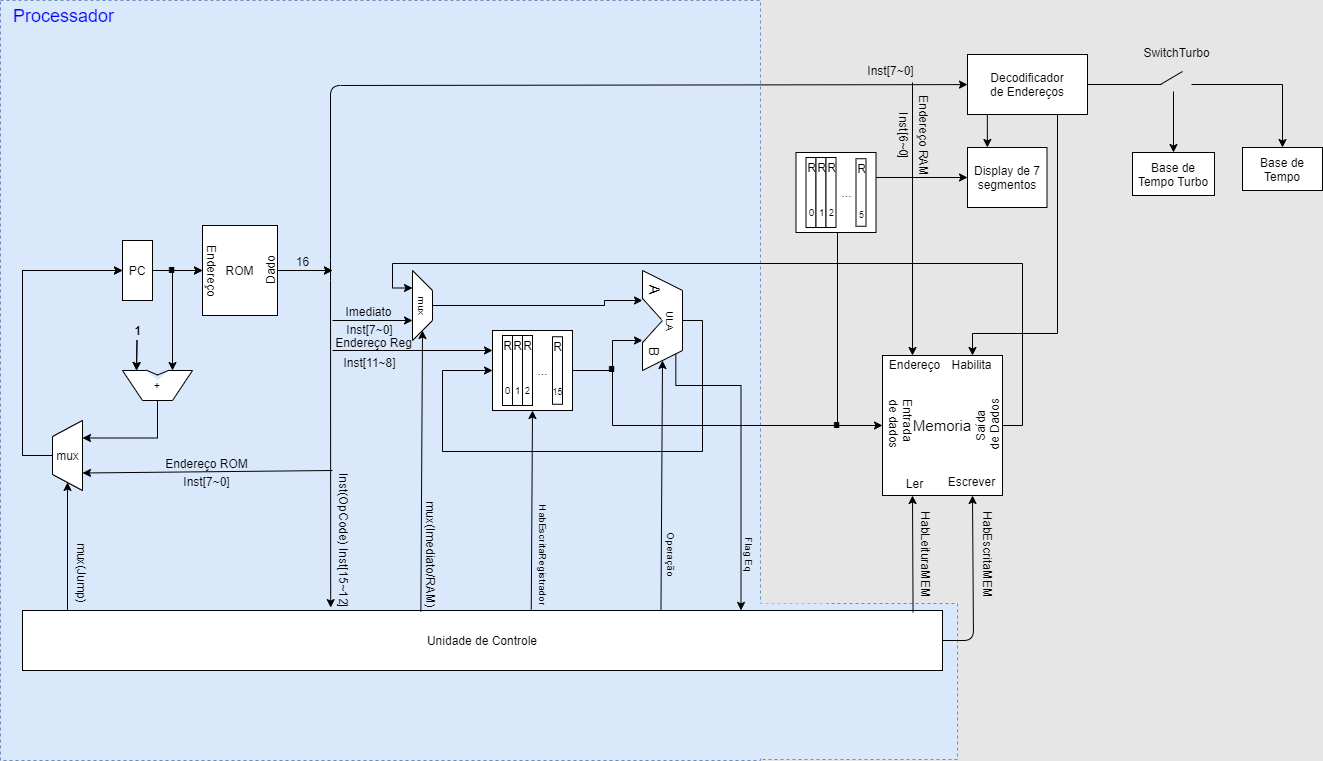 Processador
SwitchTurbo
Inst[7~0]
Decodificador
de Endereços
Endereço RAM
Inst[6~0]
R R R R
0 1 2 ... 5
Display de 7
segmentos
Base de
Tempo Turbo
Base de
Tempo
PC
Endereço
ROM
Dado
16
mux
Imediato
Inst[7~0]
Endereço Reg
Inst[11~8]
A
ULA
B
R R R R
0 1 2 ... 15
1
+
mux
Endereço ROM
Inst[7~0]
Endereço
Habilita
Entrada
de dados
Memoria
Saída
de Dados
Ler
Escrever
mux(Jump)
Inst(OpCode) Inst[15~12]
mux(Imediato/RAM)
HabEscritaRegistrador
Operação
Flag Eq
HabLeituraMEM
HabEscritaMEM
Unidade de Controle